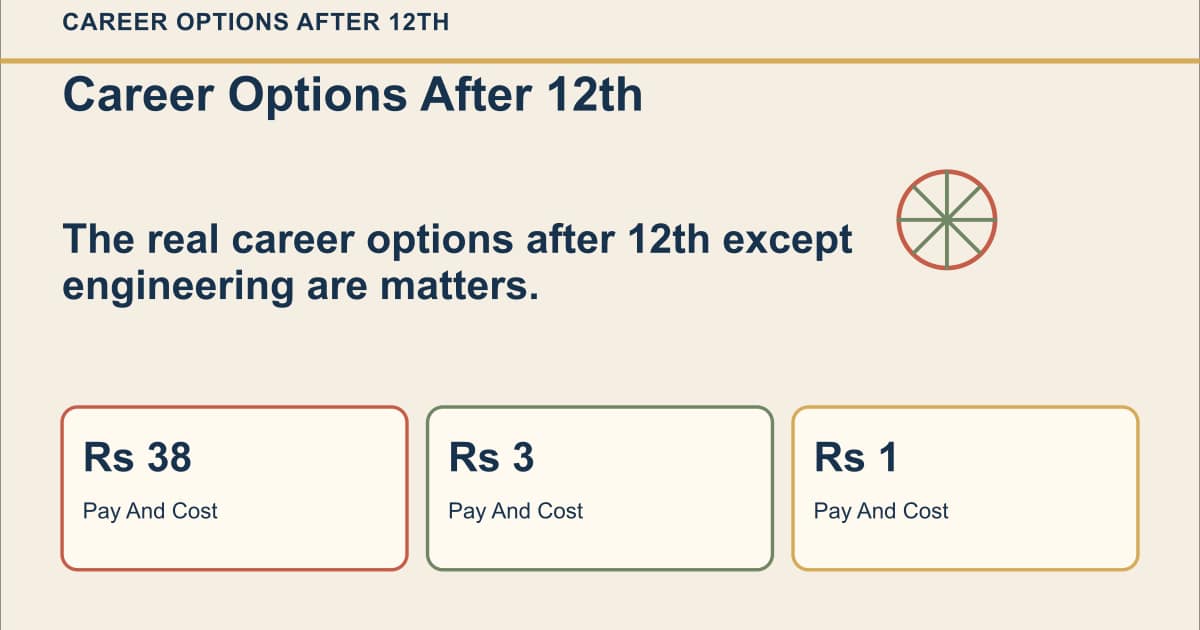 CAREER OPTIONS AFTER 12TH
Career Options After 12th
The real career options after 12th except
engineering are matters.
Rs 38
Pay And Cost
Rs 3
Pay And Cost
Rs 1
Pay And Cost